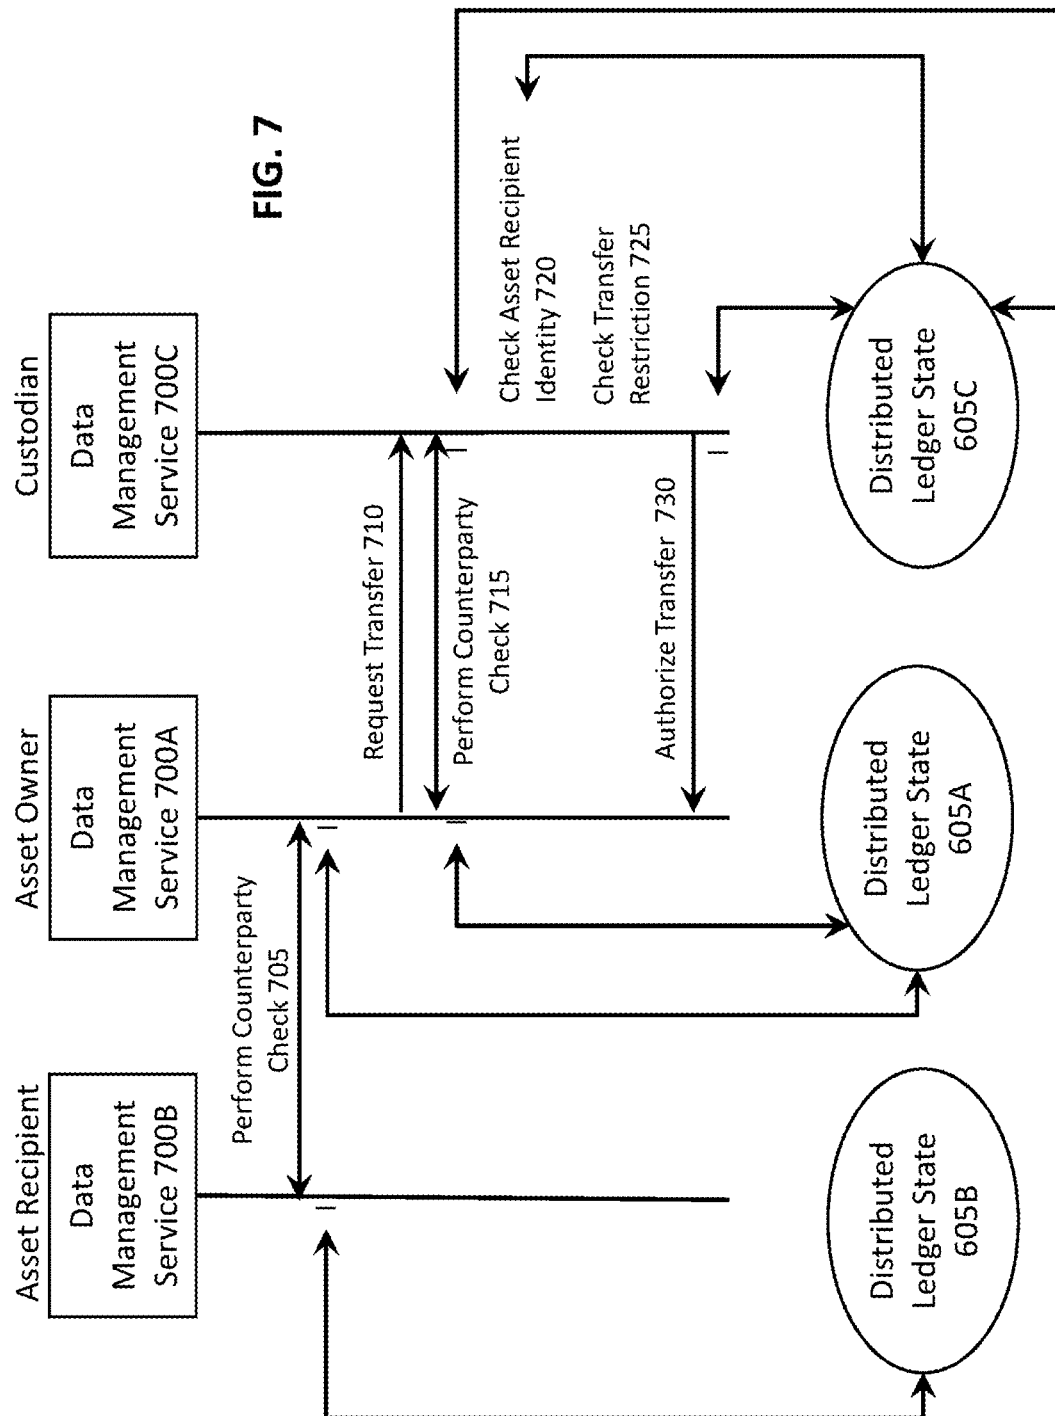 FIG. 7
Asset Recipient
Data
Management
Service 700B
Asset Owner
Data
Management
Service 700A
Custodian
Data
Management
Service 700C
Perform Counterparty
Check 705
Request Transfer 710
Perform Counterparty
Check 715
Check Asset Recipient
Identity 720
Check Transfer
Restriction 725
Authorize Transfer 730
Distributed
Ledger State
605B
Distributed
Ledger State
605A
Distributed
Ledger State
605C